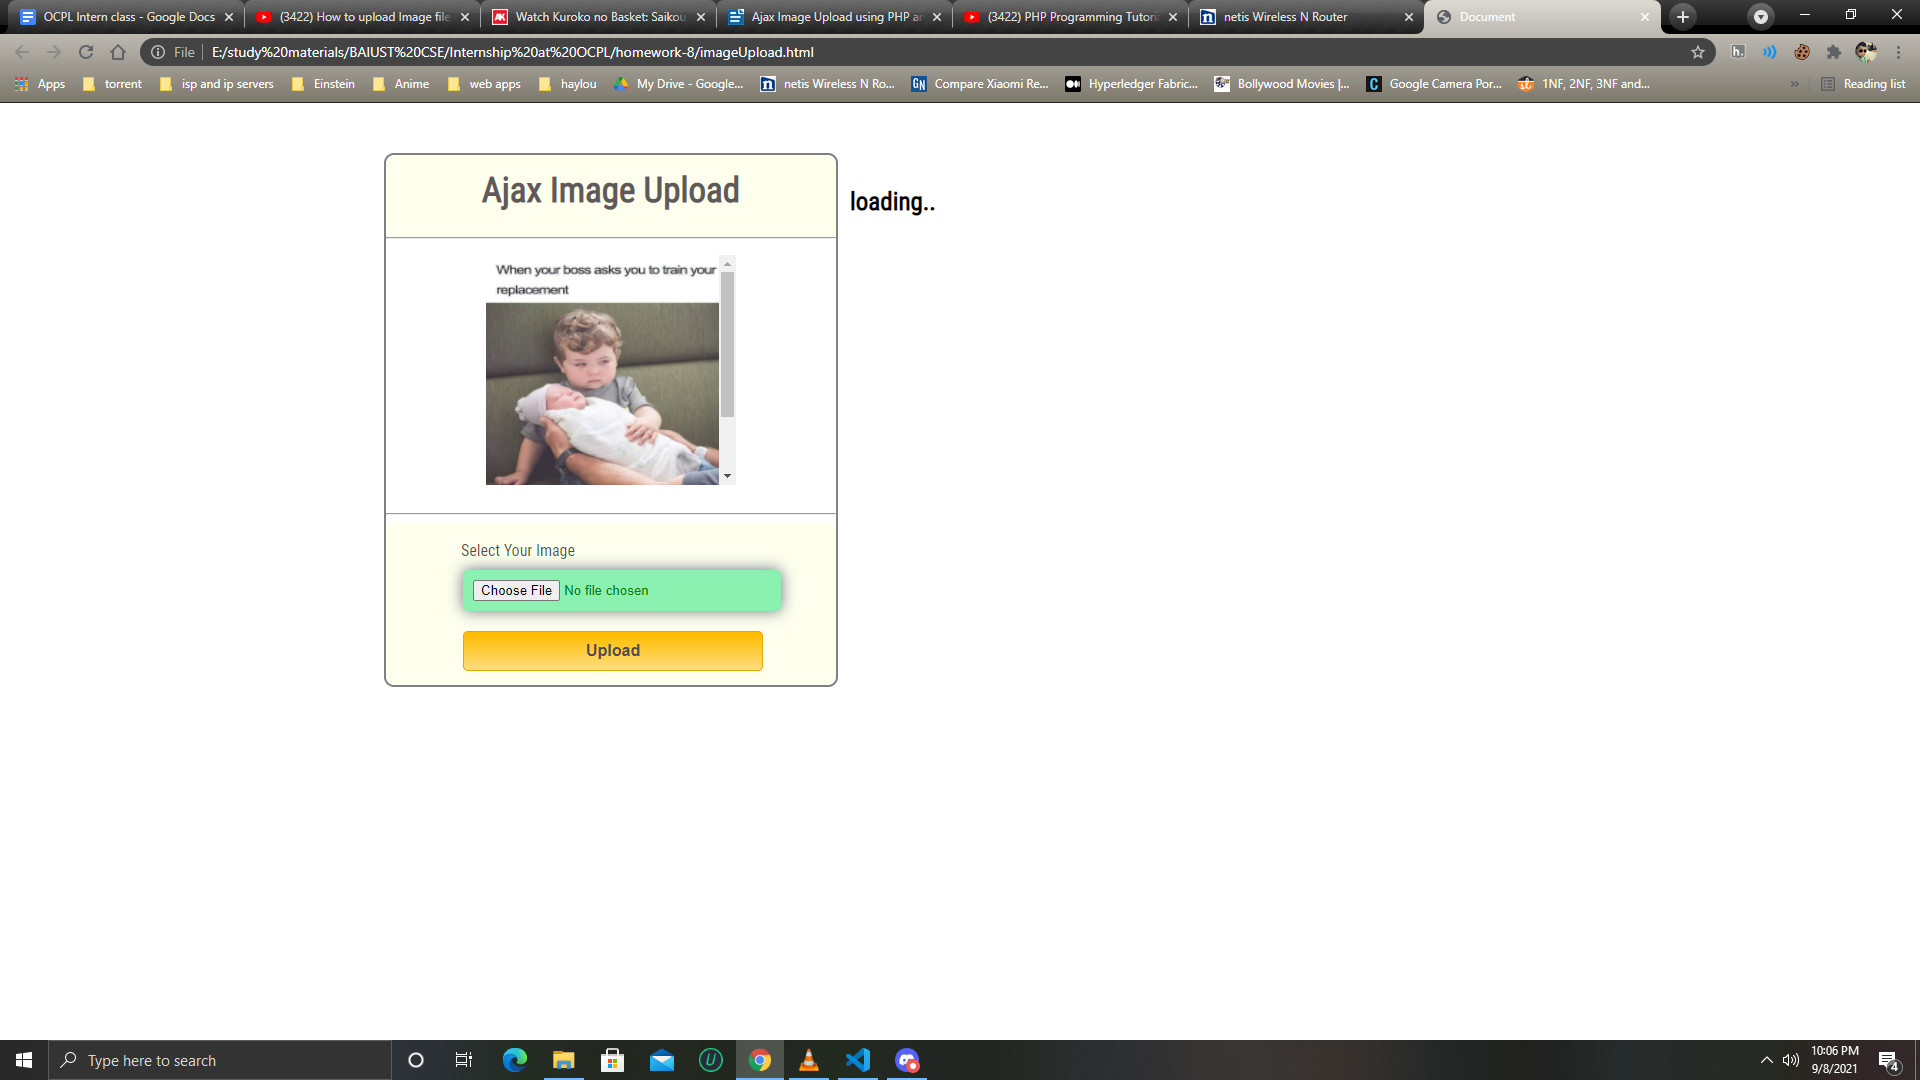 OCPL Intern class - Google Docs
(3422) How to upload Image file
Watch Kuroko no Basket: Saikou
Ajax Image Upload using PHP ar
(3422) PHP Programming Tutori
netis Wireless N Router
Document
File
E:/study%20materials/BAIUST%20CSE/Internship%20at%20OCPL/homework-8/imageUpload.html
Apps
torrent
isp and ip servers
Einstein
Anime
web apps
haylou
My Drive - Google...
netis Wireless N Ro...
Compare Xiaomi Re...
Hyperledger Fabric...
Bollywood Movies |...
Google Camera Por...
1NF, 2NF, 3NF and...
Reading list
Ajax Image Upload
loading..
When your boss asks you to train your
replacement
Select Your Image
Choose File No file chosen
Upload
Type here to search
10:06 PM
9/8/2021
4